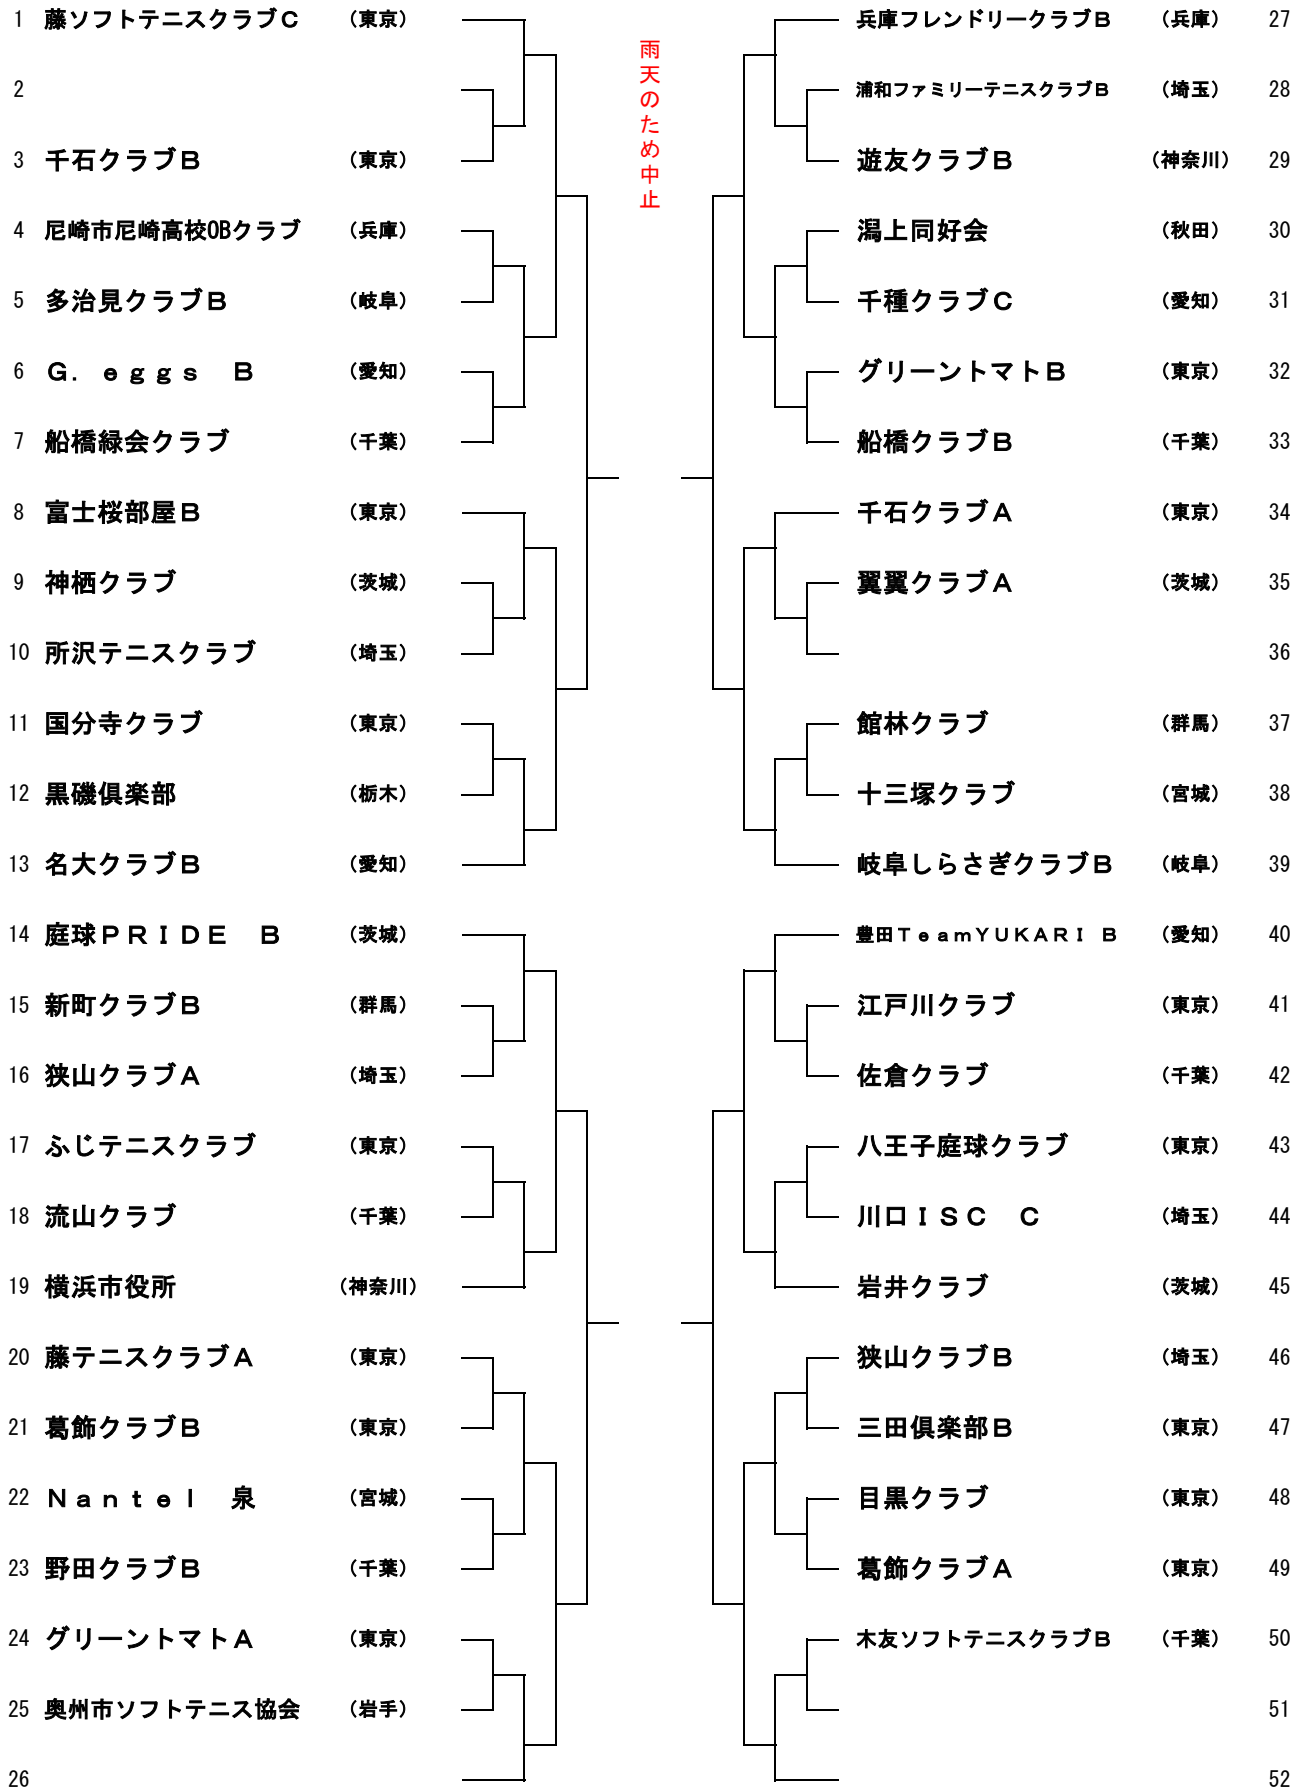 1 藤ソフトテニスクラブC （東京）
2
3 千石クラブB （東京）
4 尼崎市尼崎高校OBクラブ （兵庫）
5 多治見クラブB （岐阜）
6 G．eggs　B （愛知）
7 船橋緑会クラブ （千葉）
8 富士桜部屋B （東京）
9 神栖クラブ （茨城）
10 所沢テニスクラブ （埼玉）
11 国分寺クラブ （東京）
12 黒磯倶楽部 （栃木）
13 名大クラブB （愛知）
14 庭球PRIDE　B （茨城）
15 新町クラブB （群馬）
16 狭山クラブA （埼玉）
17 ふじテニスクラブ （東京）
18 流山クラブ （千葉）
19 横浜市役所 （神奈川）
20 藤テニスクラブA （東京）
21 葛飾クラブB （東京）
22 Nantel　泉 （宮城）
23 野田クラブB （千葉）
24 グリーントマトA （東京）
25 奥州市ソフトテニス協会 （岩手）
26
雨天のため中止
兵庫フレンドリークラブB （兵庫） 27
浦和ファミリーテニスクラブB （埼玉） 28
遊友クラブB （神奈川） 29
潟上同好会 （秋田） 30
千種クラブC （愛知） 31
グリーントマトB （東京） 32
船橋クラブB （千葉） 33
千石クラブA （東京） 34
翼翼クラブA （茨城） 35
36
館林クラブ （群馬） 37
十三塚クラブ （宮城） 38
岐阜しらさぎクラブB （岐阜） 39
豊田TeamYUKARI　B （愛知） 40
江戸川クラブ （東京） 41
佐倉クラブ （千葉） 42
八王子庭球クラブ （東京） 43
川口ISC　C （埼玉） 44
岩井クラブ （茨城） 45
狭山クラブB （埼玉） 46
三田倶楽部B （東京） 47
目黒クラブ （東京） 48
葛飾クラブA （東京） 49
木友ソフトテニスクラブB （千葉） 50
51
52